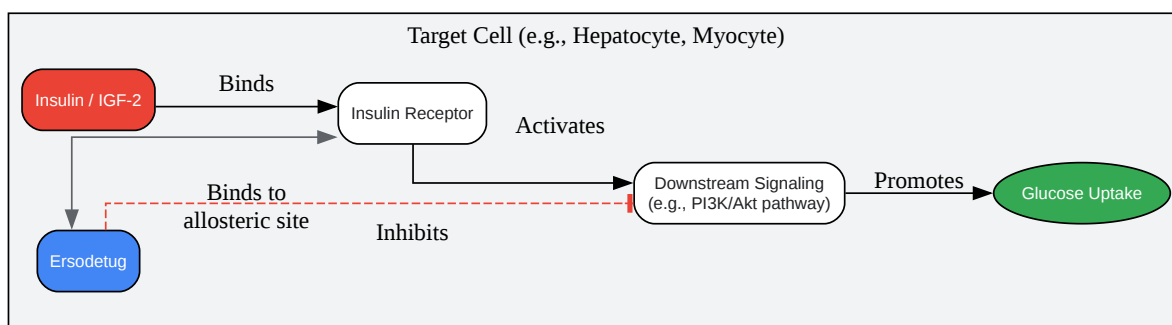 Target Cell (e.g., Hepatocyte, Myocyte)
Insulin / IGF-2
Binds
Insulin Receptor
Activates
Downstream Signaling
(e.g., PI3K/Akt pathway)
Promotes
Glucose Uptake
Binds to
allosteric site
Inhibits
Ersodetug